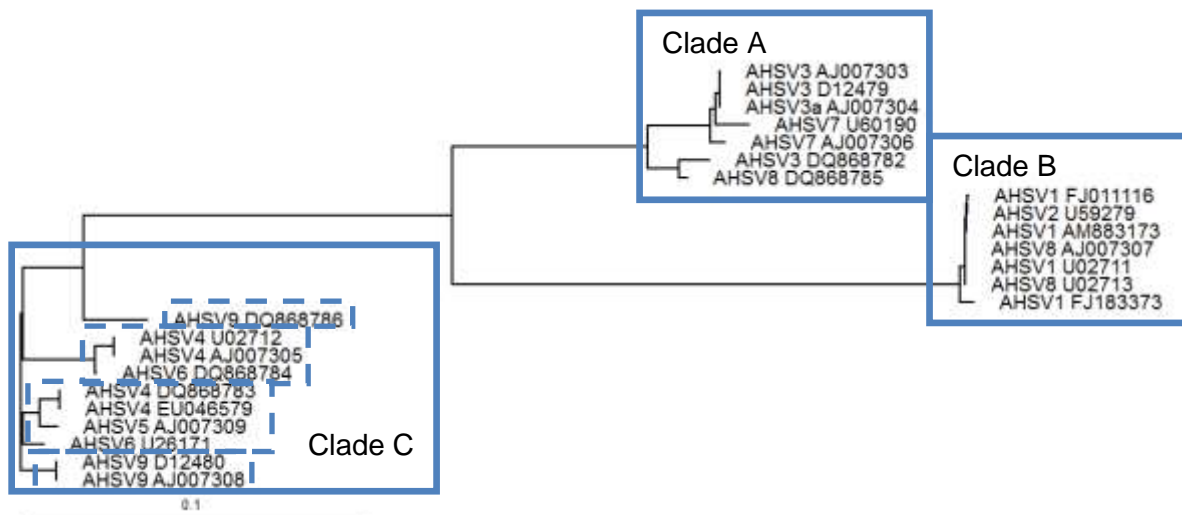 Clade A
AHSV3 AJ007303
AHSV3 D12479
AHSV3a AJ007304
AHSV7 U60190
AHSV7 AJ007306
AHSV3 DQ868782
AHSV8 DQ868785
Clade B
AHSV1 FJ011116
AHSV2 U59279
AHSV1 AM883173
AHSV8 AJ007307
AHSV1 U02711
AHSV8 U02713
AHSV1 FJ183373
AHSV9 DQ868786
AHSV4 U02712
AHSV4 AJ007305
AHSV6 DQ868784
AHSV4 DQ868783
AHSV4 EU046579
AHSV5 AJ007309
AHSV6 U26171
AHSV9 D12480
AHSV9 AJ007308
Clade C
0.1